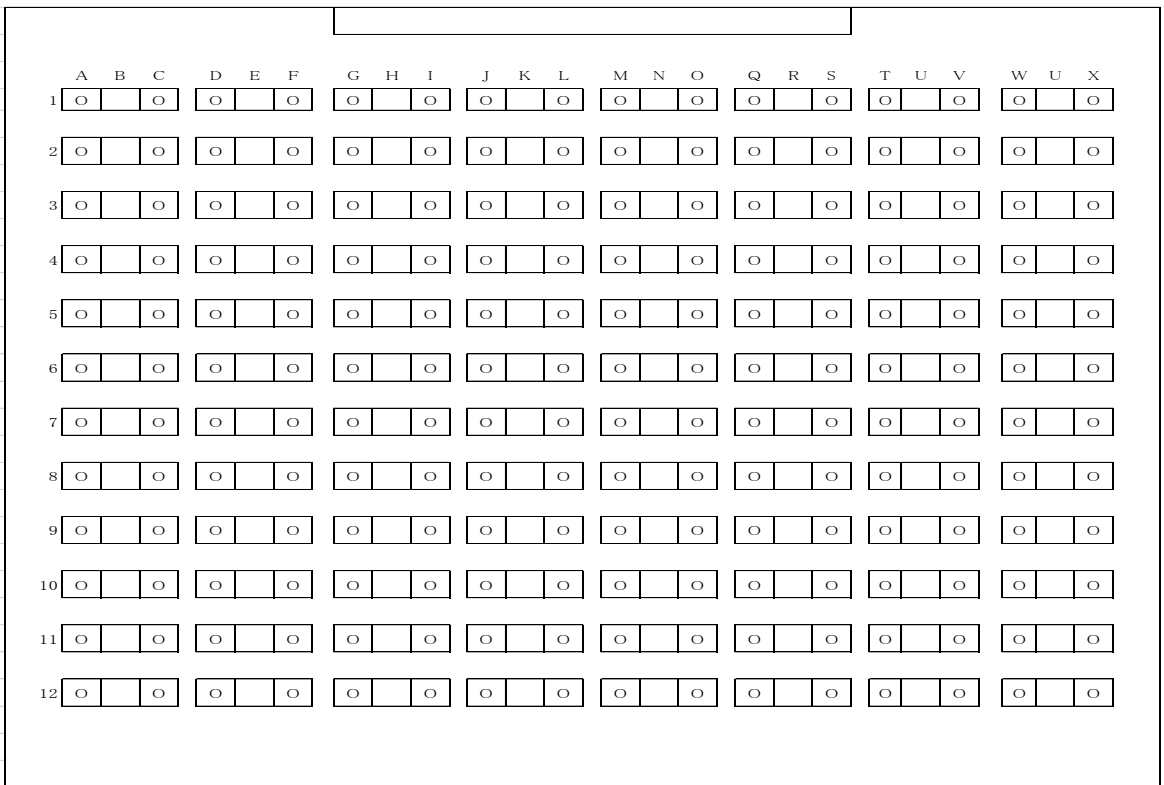 A B C D E F G H I J K L M N O Q R S T U V W U X
1 O O O O O O O O O O O O O O O O
2 O O O O O O O O O O O O O O O O
3 O O O O O O O O O O O O O O O O
4 O O O O O O O O O O O O O O O O
5 O O O O O O O O O O O O O O O O
6 O O O O O O O O O O O O O O O O
7 O O O O O O O O O O O O O O O O
8 O O O O O O O O O O O O O O O O
9 O O O O O O O O O O O O O O O O
10 O O O O O O O O O O O O O O O O
11 O O O O O O O O O O O O O O O O
12 O O O O O O O O O O O O O O O O